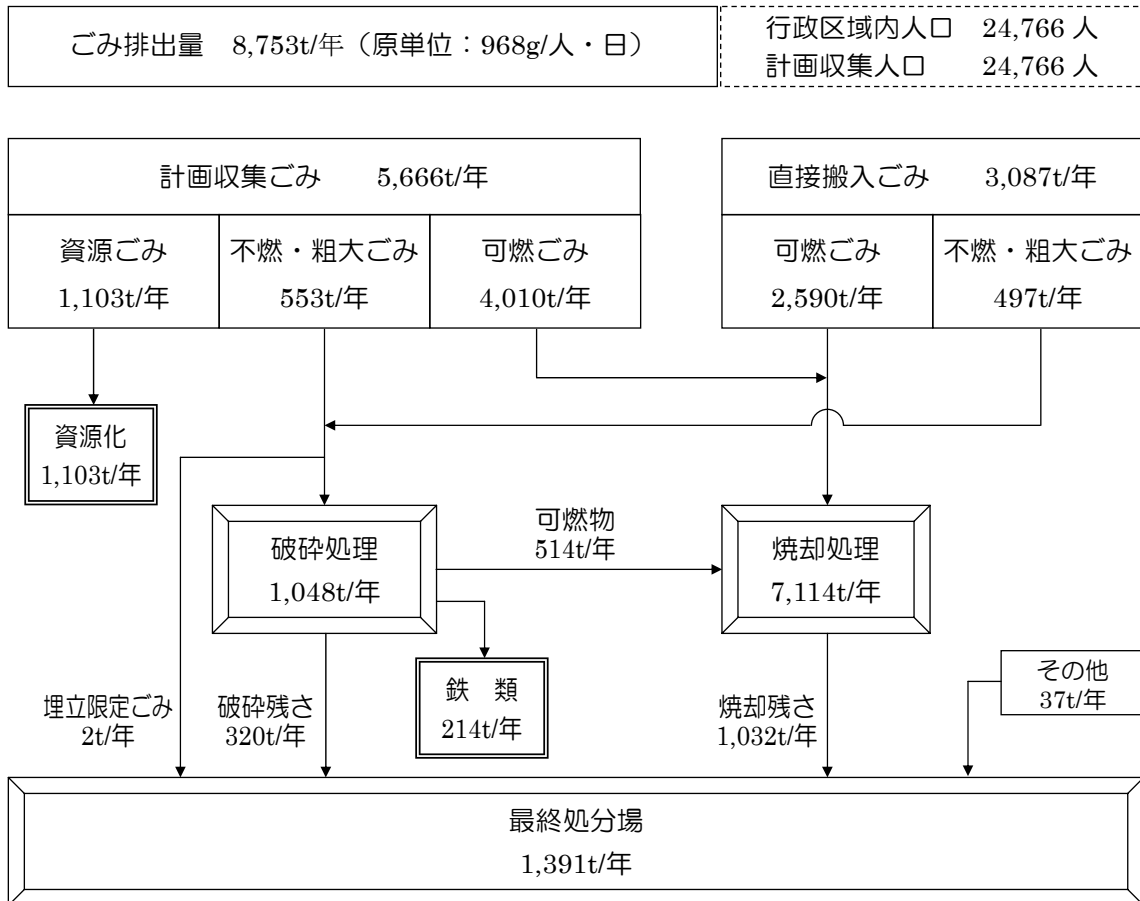 ごみ排出量 8,753t/年(原単位:968g/人・日)
行政区域内人口 24,766 人
計画収集人口 24,766 人
計画収集ごみ 5,666t/年
直接搬入ごみ 3,087t/年
資源ごみ
1,103t/年
不燃・粗大ごみ
553t/年
可燃ごみ
4,010t/年
可燃ごみ
2,590t/年
不燃・粗大ごみ
497t/年
資源化
1,103t/年
破砕処理
1,048t/年
可燃物
514t/年
焼却処理
7,114t/年
埋立限定ごみ
2t/年
破砕残さ
320t/年
鉄 類
214t/年
焼却残さ
1,032t/年
その他
37t/年
最終処分場
1,391t/年